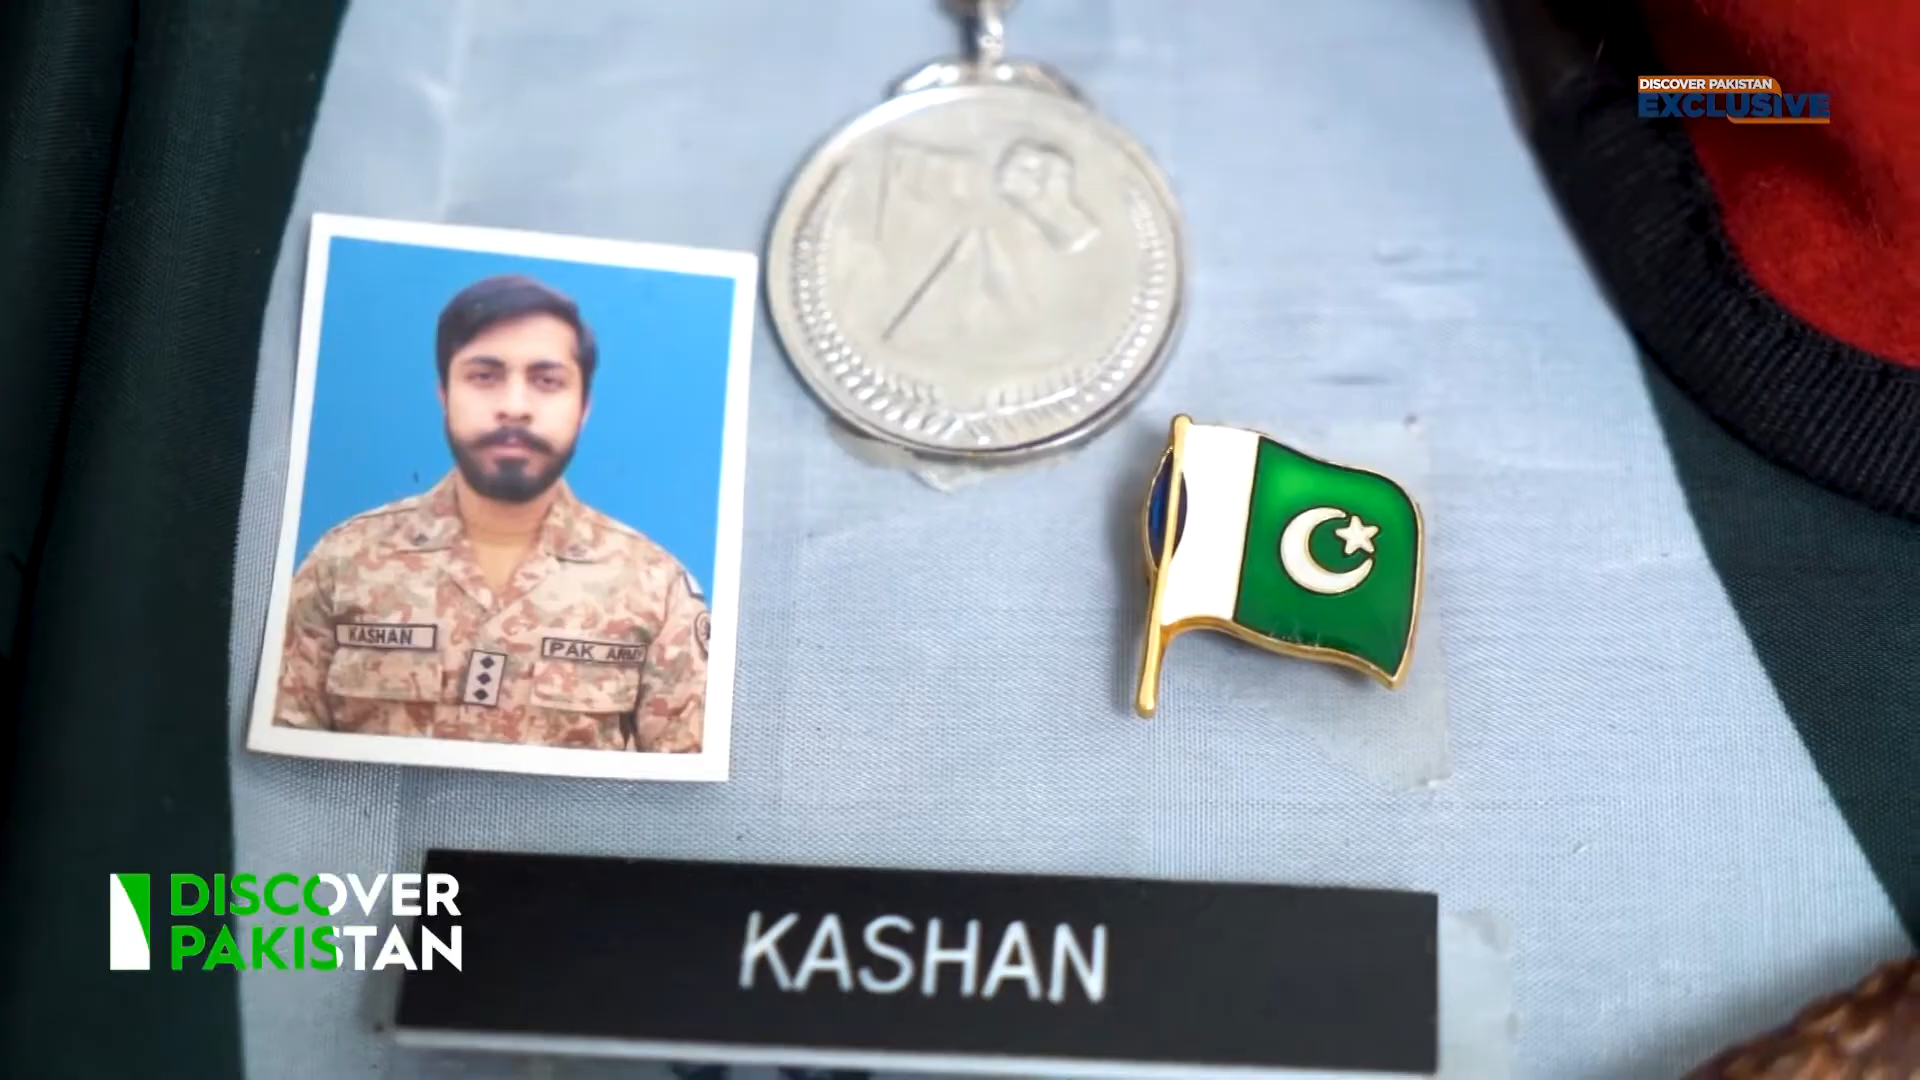 DISCOVER PAKISTAN
EXCLUSIVE
KASHAN
PAK ARMY
KASHAN
DISCOVER
PAKISTAN